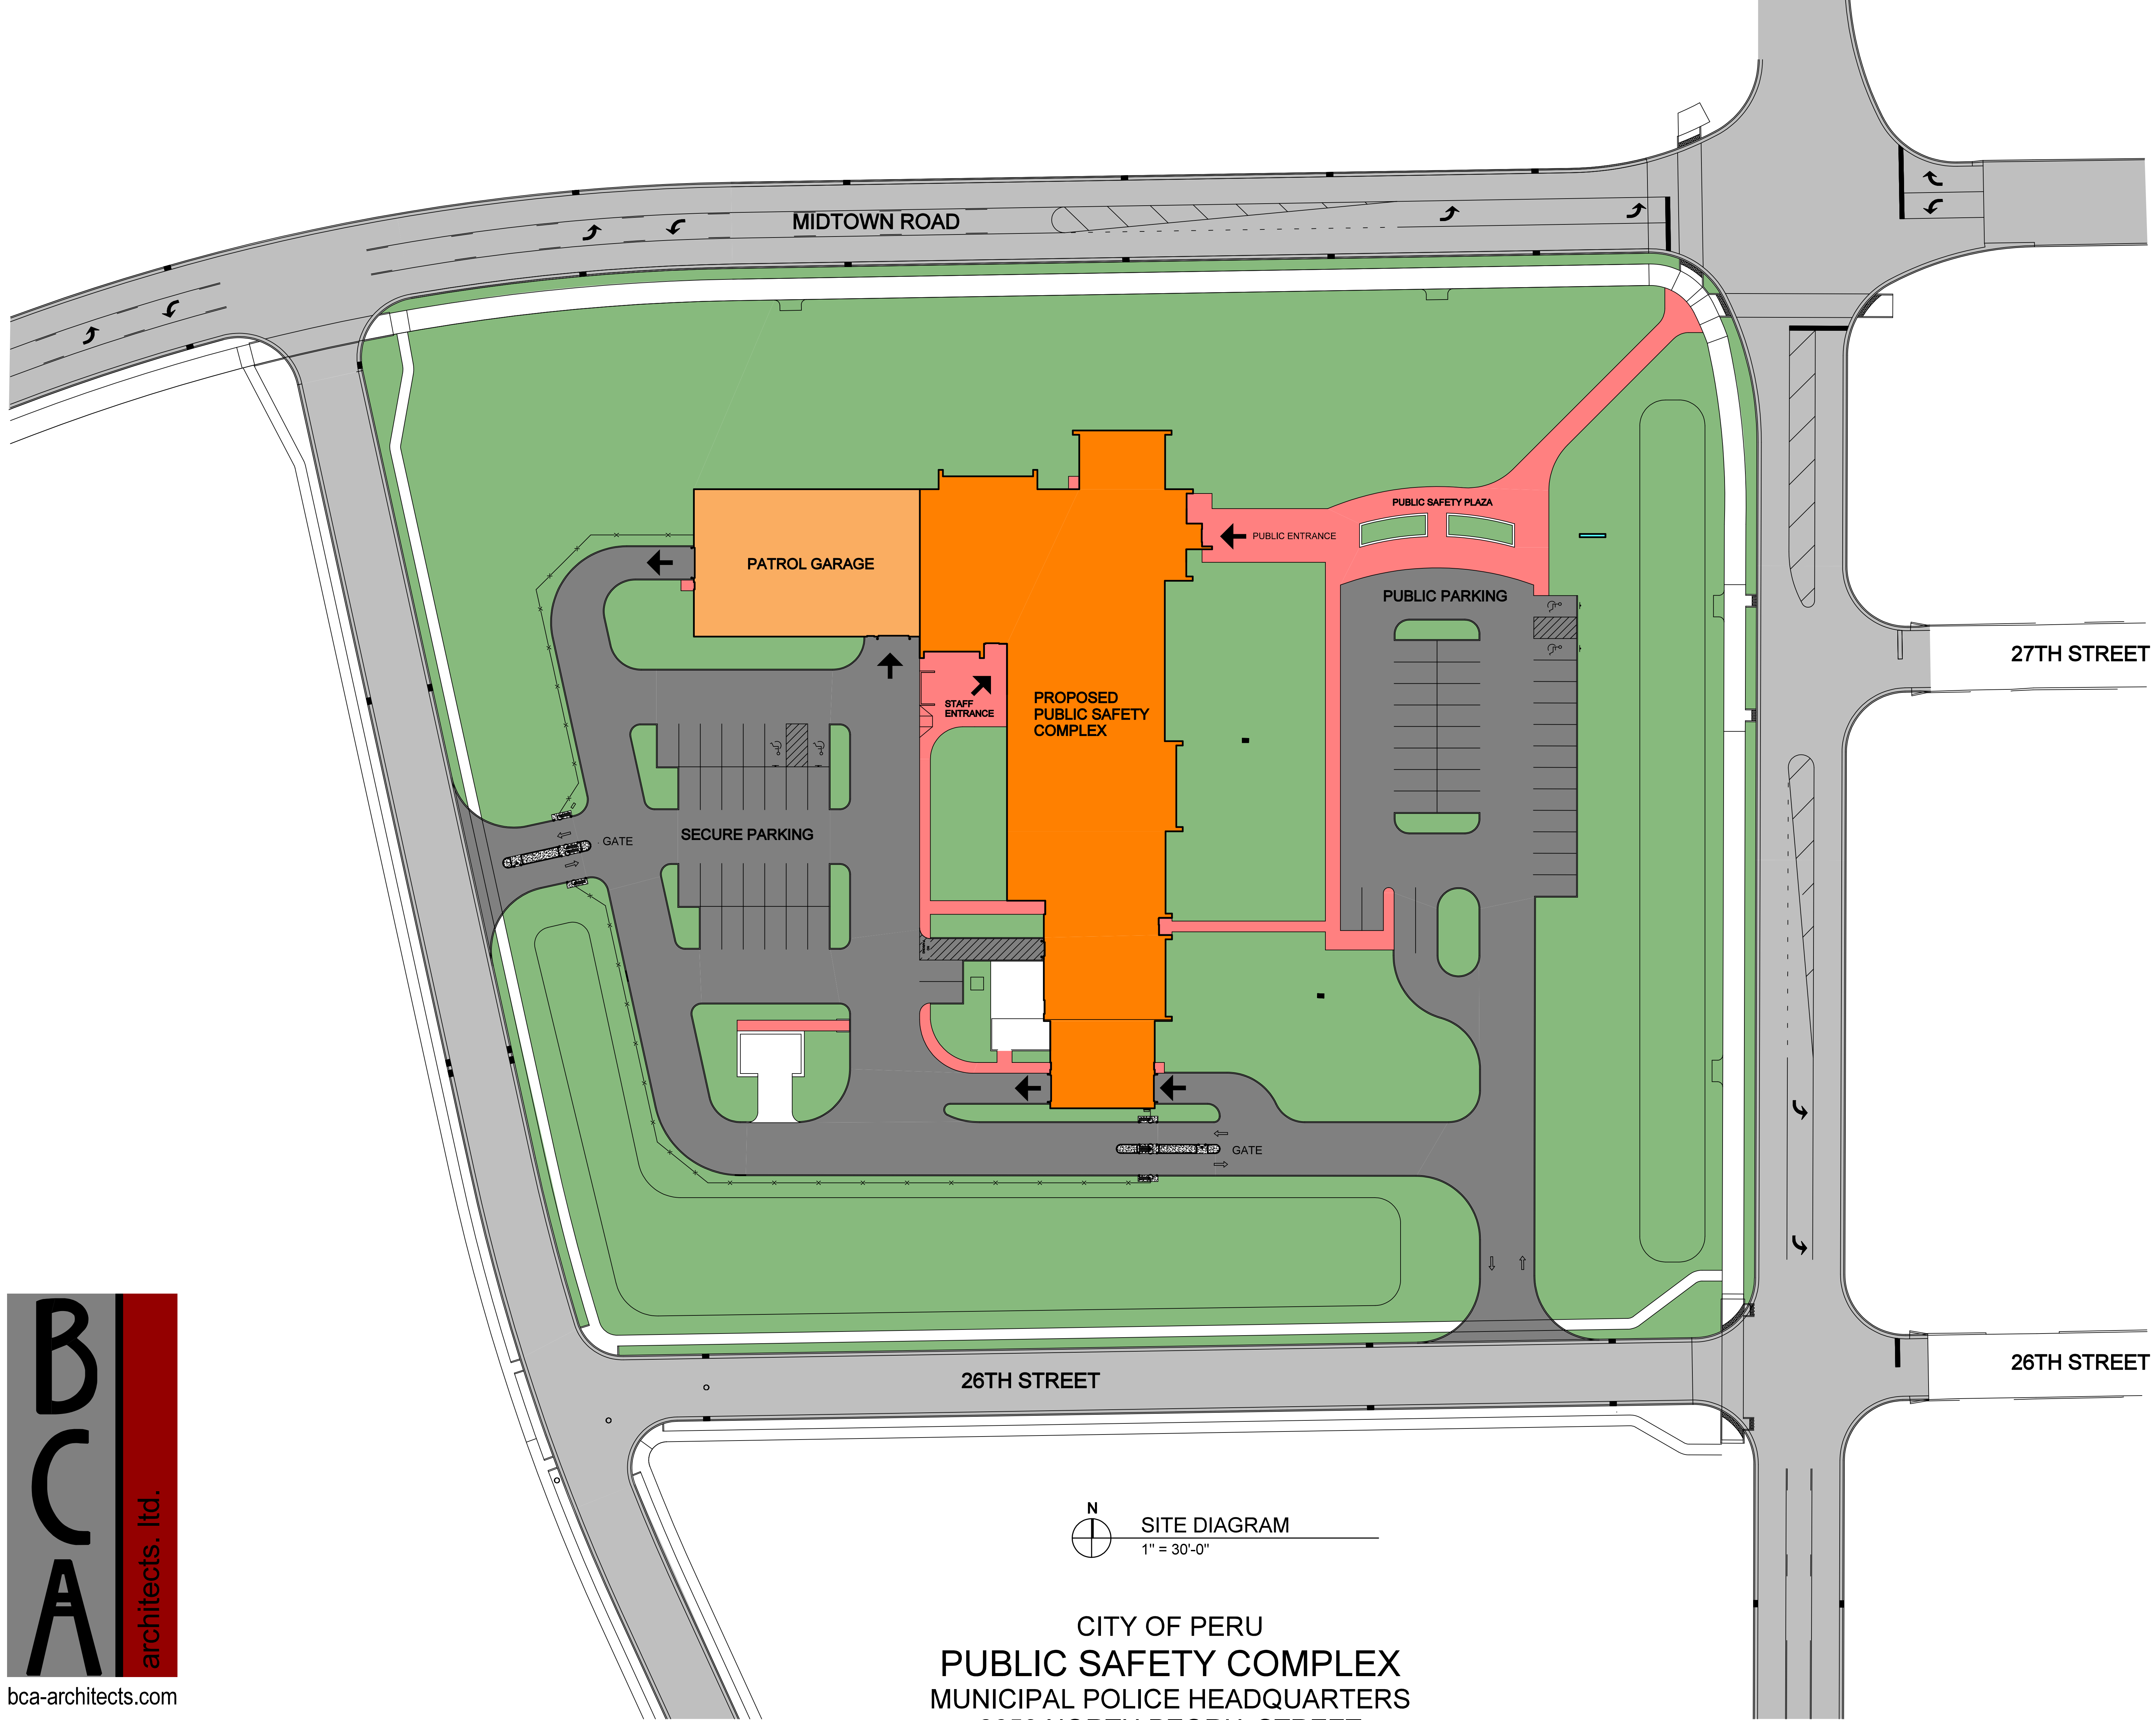 MIDTOWN ROAD
PUBLIC SAFETY PLAZA
PUBLIC ENTRANCE
PATROL GARAGE
PUBLIC PARKING
27TH STREET
STAFF
ENTRANCE
PROPOSED
PUBLIC SAFETY
COMPLEX
SECURE PARKING
GATE
GATE
26TH STREET
26TH STREET
BCA
architects. ltd.
bca-architects.com
N
SITE DIAGRAM
1" = 30'-0"
CITY OF PERU
PUBLIC SAFETY COMPLEX
MUNICIPAL POLICE HEADQUARTERS